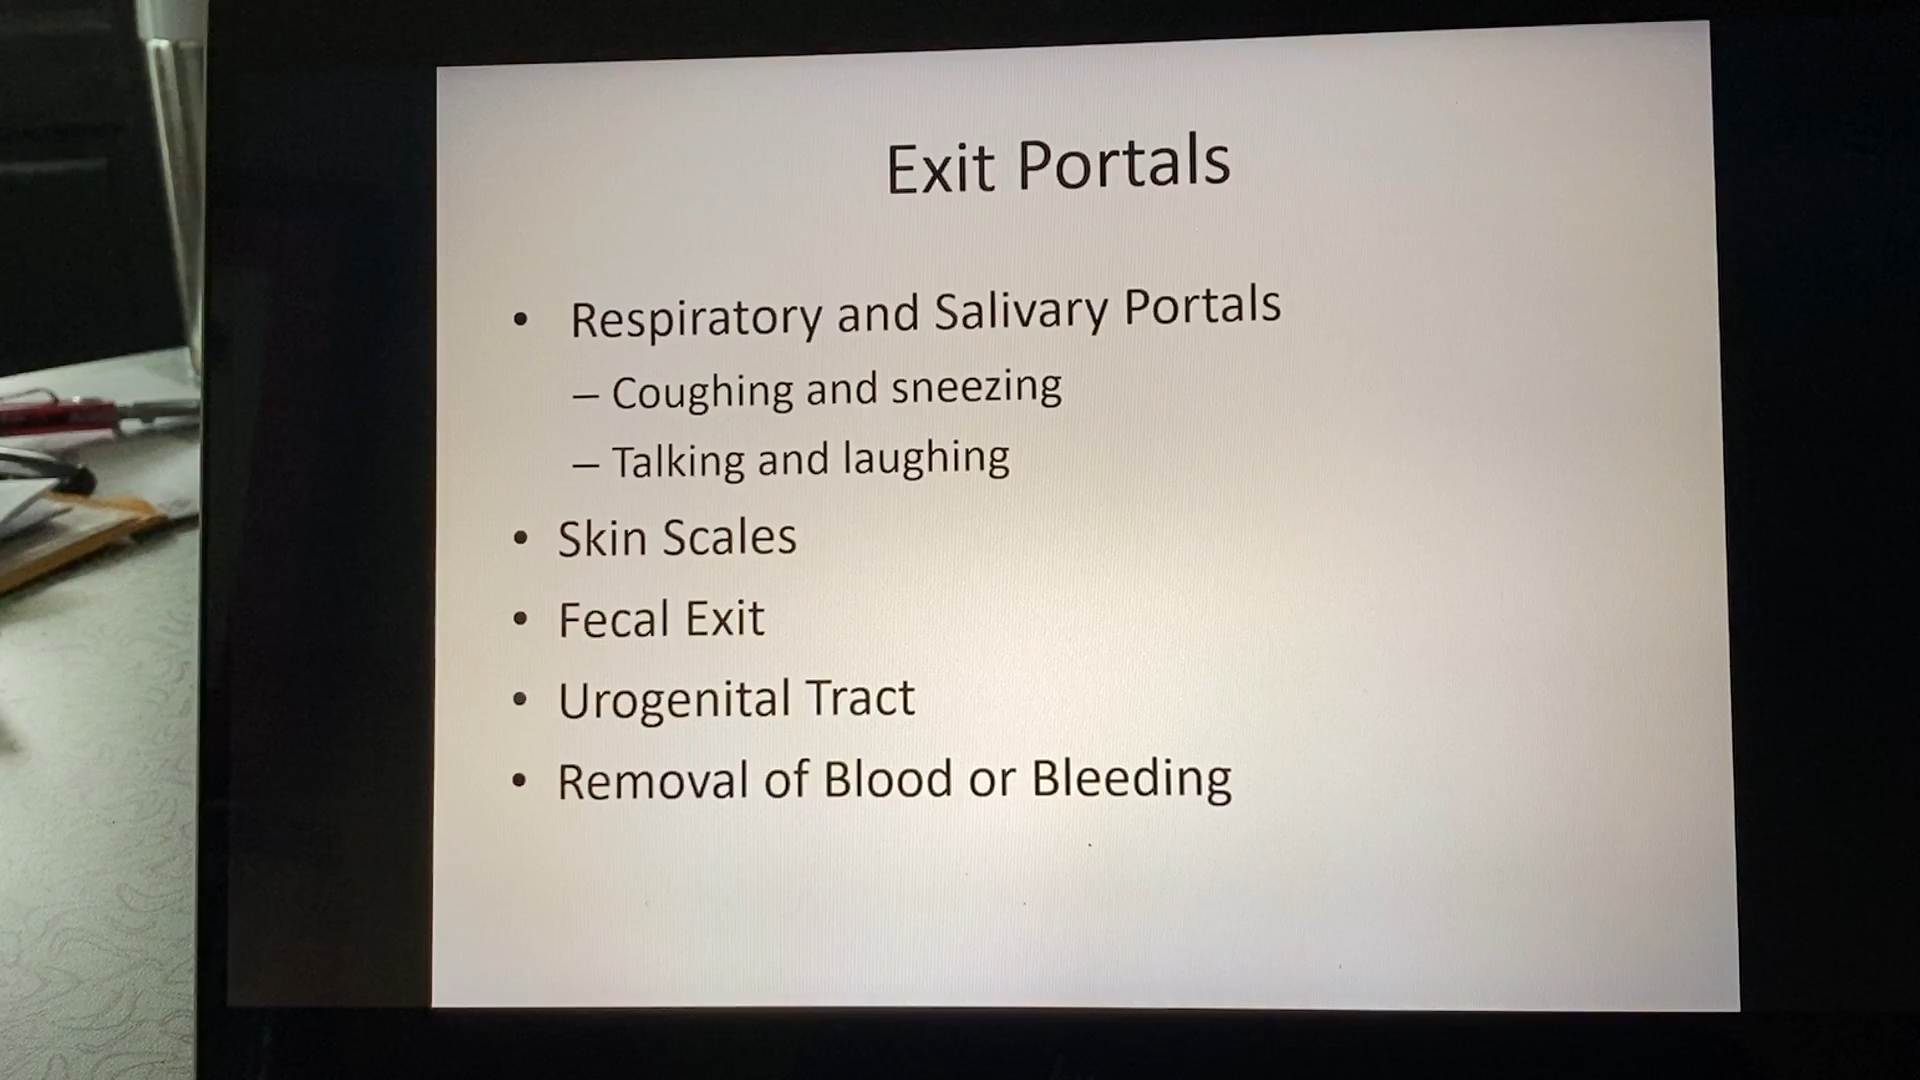 Exit Portals
• Respiratory and Salivary Portals
– Coughing and sneezing
– Talking and laughing
• Skin Scales
• Fecal Exit
• Urogenital Tract
• Removal of Blood or Bleeding